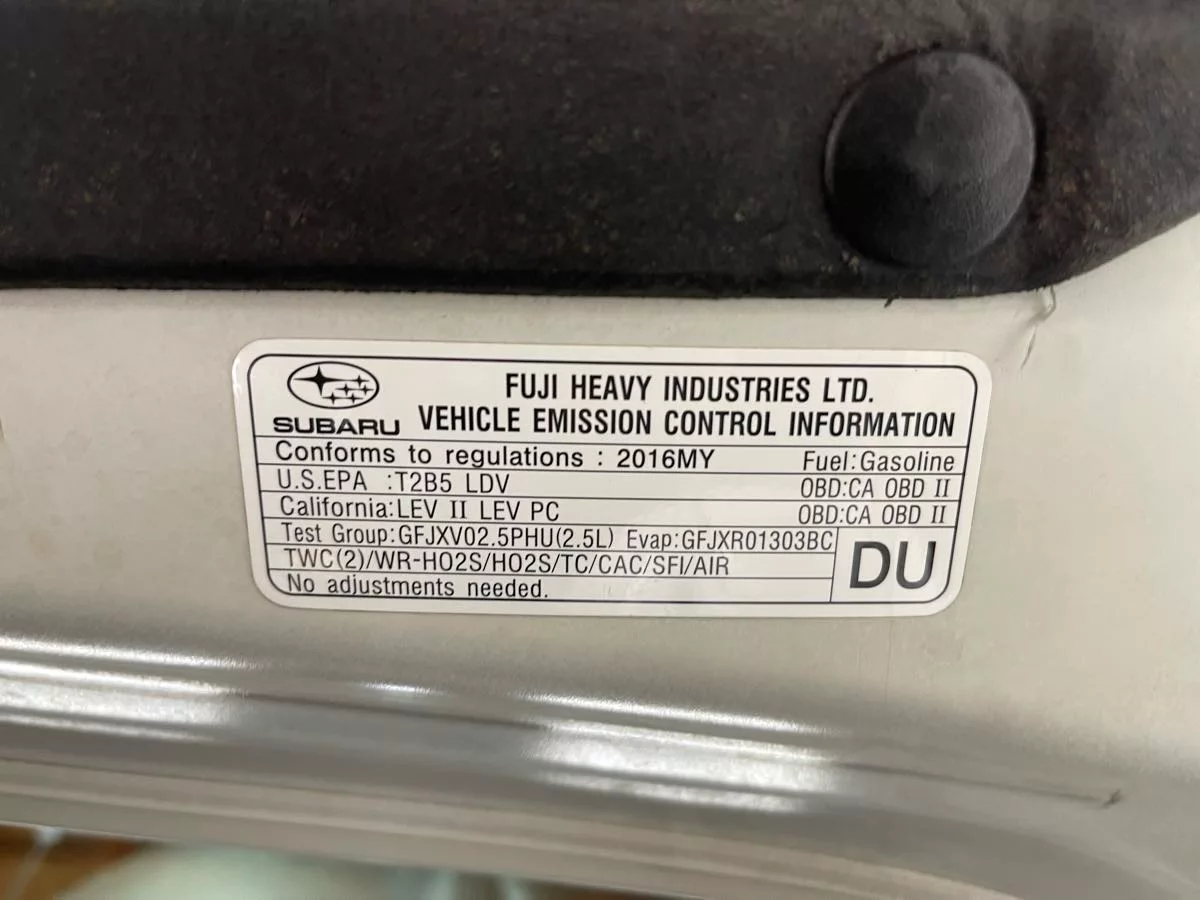 FUJI HEAVY INDUSTRIES LTD.
SUBARU VEHICLE EMISSION CONTROL INFORMATION
Conforms to regulations : 2016MY Fuel:Gasoline
U.S.EPA :T2B5 LDV OBD:CA OBD II
California:LEV II LEV PC OBD:CA OBD II
Test Group:GFJXV02.5PHU(2.5L) Evap:GFJXR01303BC
TWC(2)/WR-HO2S/HO2S/TC/CAC/SFI/AIR
DU
No adjustments needed.